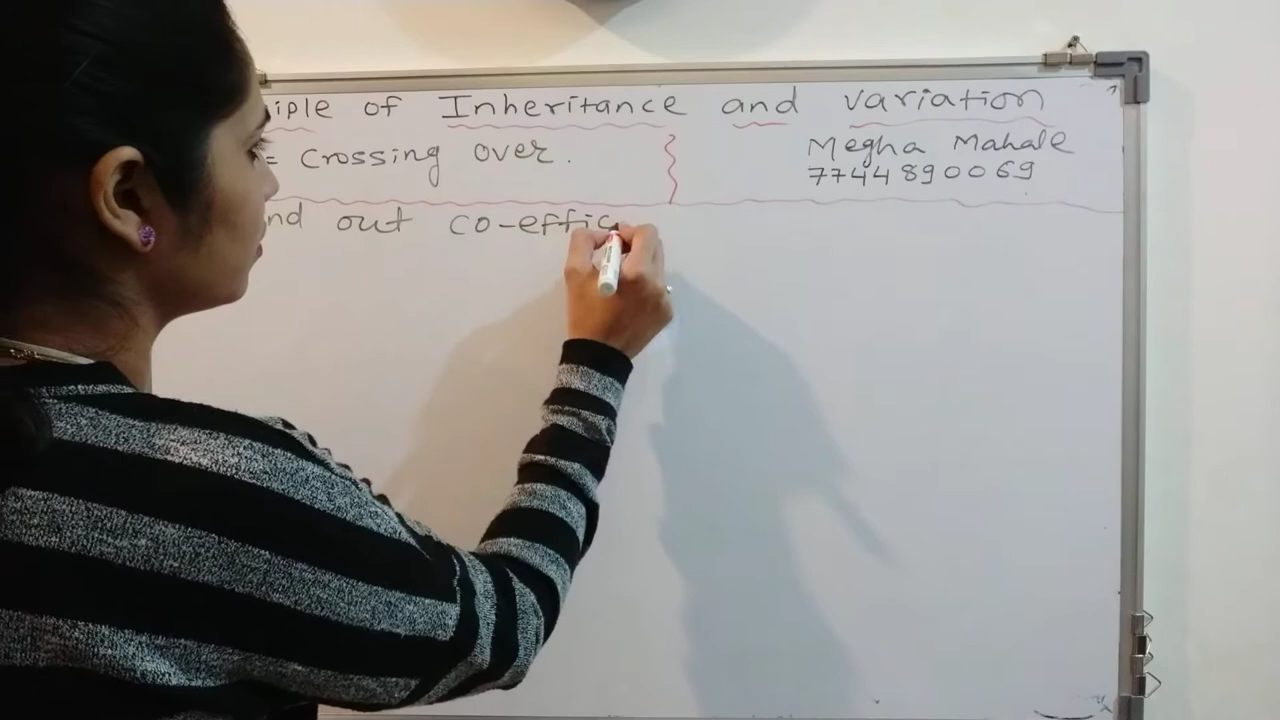 iple of Inheritance and variation
= Crossing over.
Megha Mahale
7744890069
nd out co-effic